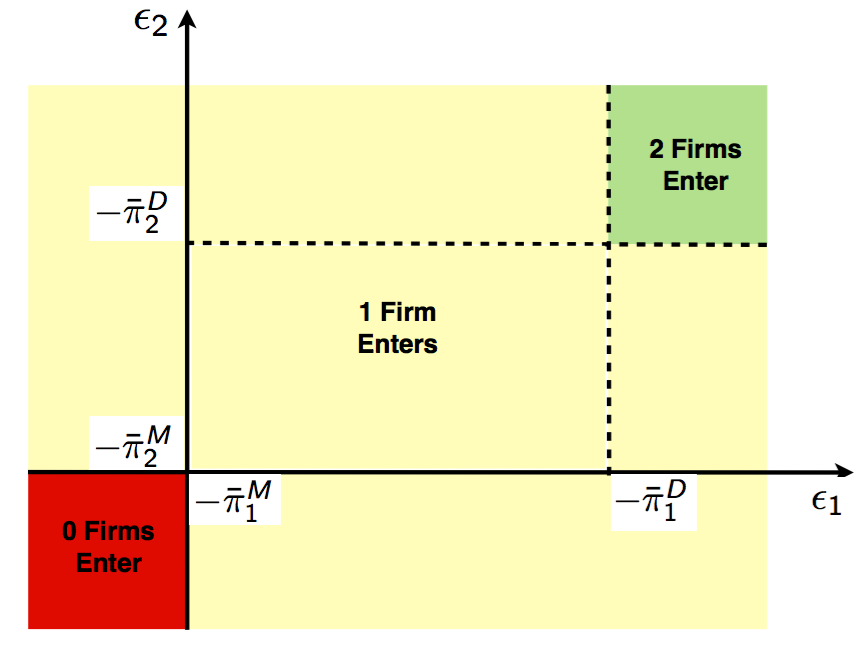 ϵ₂
2 Firms
Enter
−π̄₂ᴰ
1 Firm
Enters
−π̄₂ᴹ
−π̄₁ᴹ
−π̄₁ᴰ
ϵ₁
0 Firms
Enter